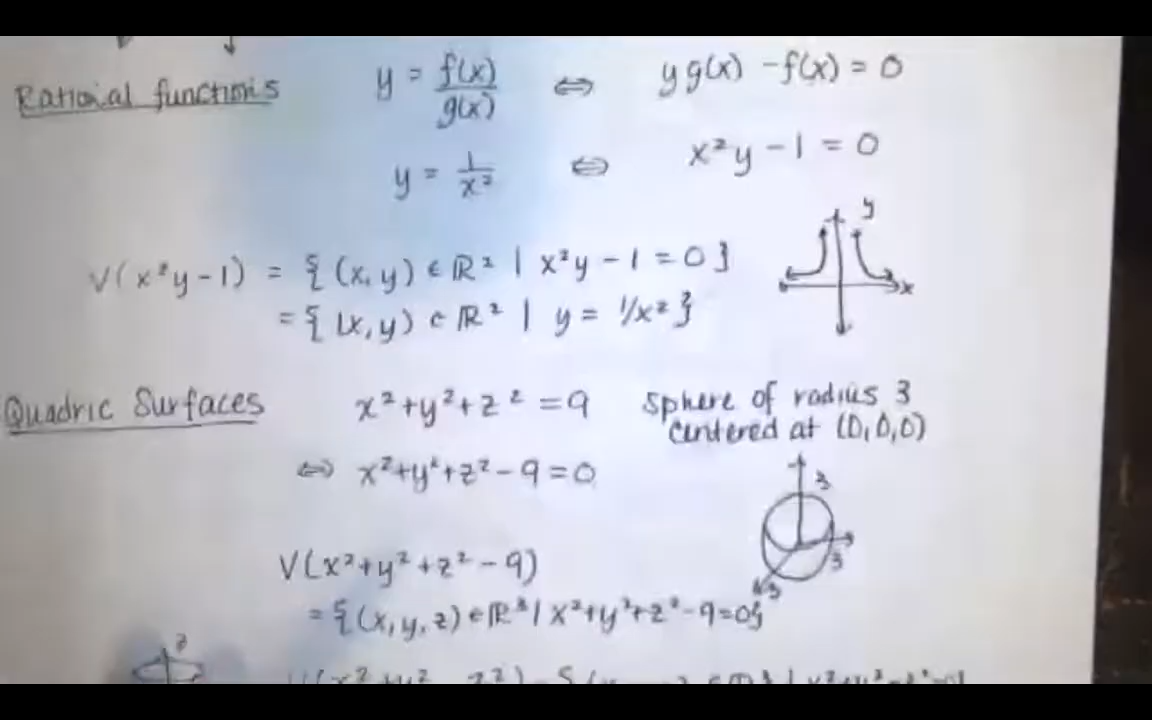 Rational functions y = f(x)/g(x) ⇔ y g(x) - f(x) = 0
y = 1/x² ⇔ x²y - 1 = 0
V(x²y - 1) = { (x, y) ∈ ℝ² | x²y - 1 = 0 }
= { (x, y) ∈ ℝ² | y = 1/x² }
y
x
Quadric Surfaces x² + y² + z² = 9 Sphere of radius 3
centered at (0, 0, 0)
⇔ x² + y² + z² - 9 = 0
3
3
3
V(x² + y² + z² - 9)
= { (x, y, z) ∈ ℝ³ | x² + y² + z² - 9 = 0 }
z